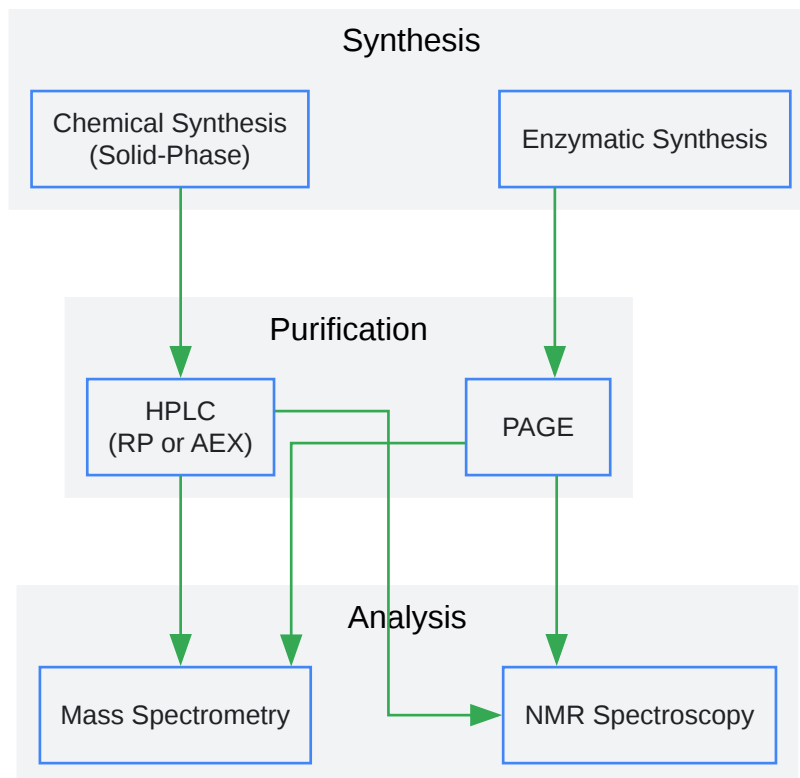 Synthesis
Chemical Synthesis
(Solid-Phase)
Enzymatic Synthesis
Purification
HPLC
(RP or AEX)
PAGE
Analysis
Mass Spectrometry
NMR Spectroscopy